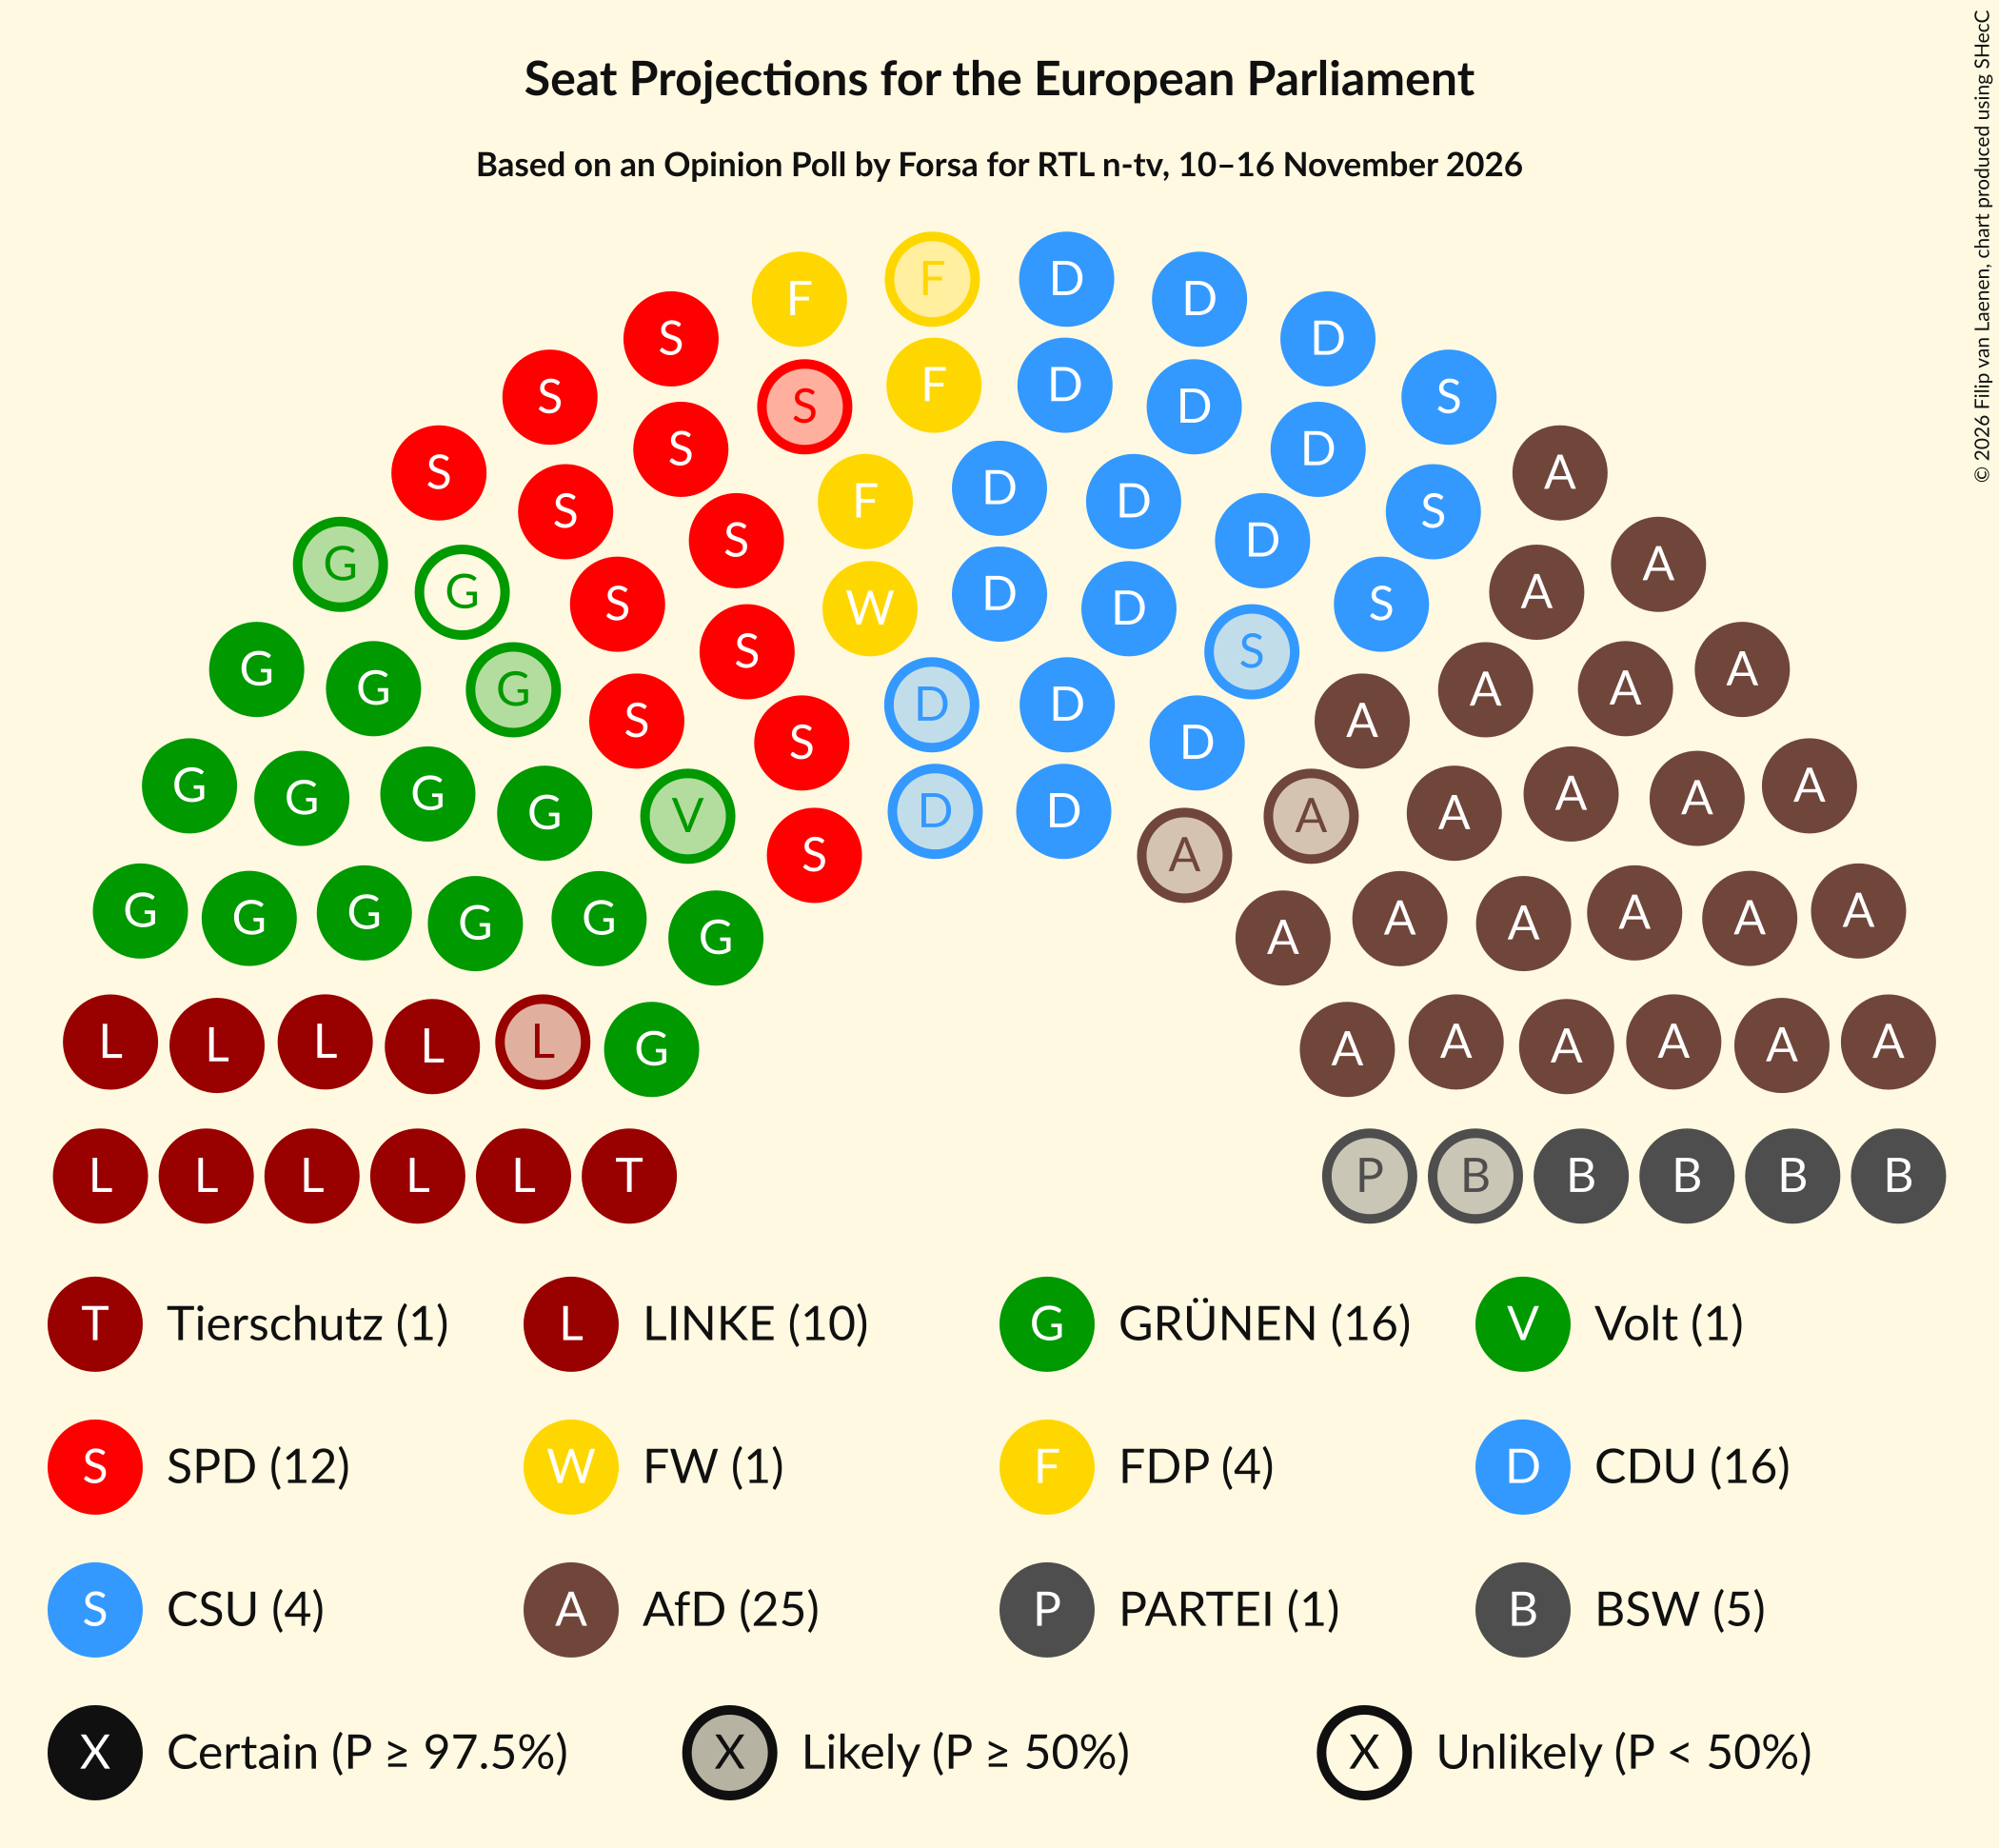 Seat Projections for the European Parliament
Based on an Opinion Poll by Forsa for RTL n-tv, 10–16 November 2026
© 2026 Filip van Laenen, chart produced using SHecC
F D
F D
S D
S F D S
S S D D
S D
S F D S A
S D
S W D D S A A
G G S D
G G S S S A A A
G G S D D D A A
G G G G V D D A A A A A
S A
G G G G G G A A A A A A
L L L L L G A A A A A A
L L L L L T P B B B B B
T Tierschutz (1) L LINKE (10) G GRÜNEN (16) V Volt (1)
S SPD (12) W FW (1) F FDP (4) D CDU (16)
S CSU (4) A AfD (25) P PARTEI (1) B BSW (5)
X Certain (P ≥ 97.5%) X Likely (P ≥ 50%) X Unlikely (P < 50%)